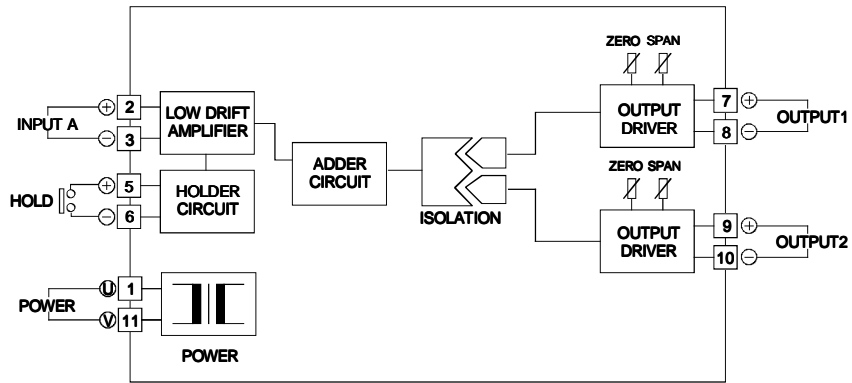 ZERO SPAN
+ 2
INPUT A
- 3
LOW DRIFT
AMPLIFIER
OUTPUT
DRIVER
7 +
OUTPUT1
8 -
+ 5
HOLD
- 6
HOLDER
CIRCUIT
ADDER
CIRCUIT
ISOLATION
ZERO SPAN
OUTPUT
DRIVER
9 +
OUTPUT2
10 -
U 1
POWER
V 11
POWER